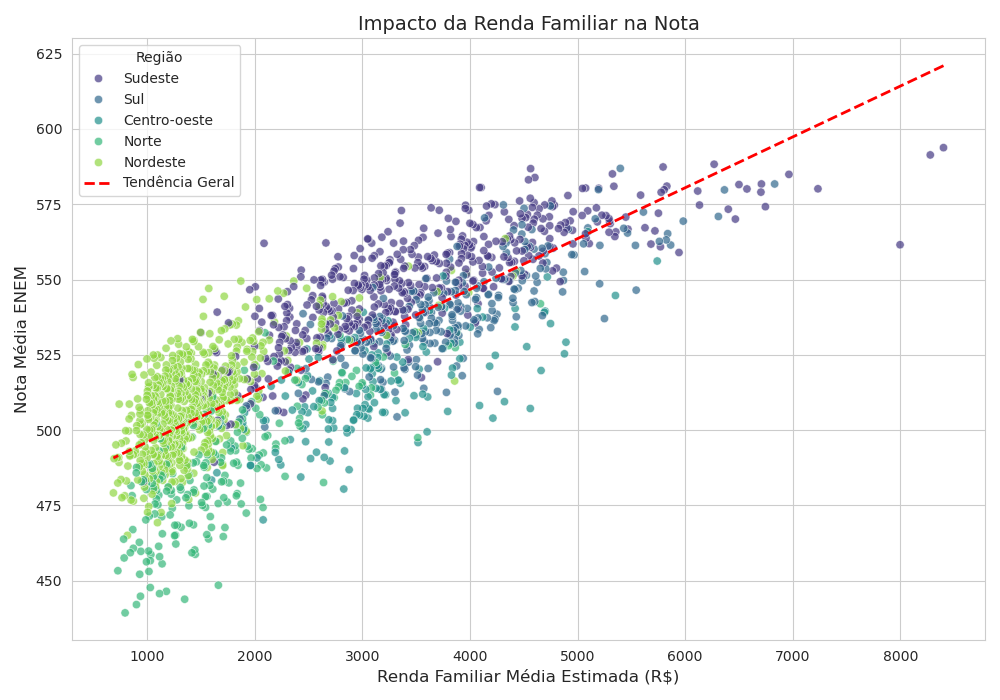 Impacto da Renda Familiar na Nota
Região
Sudeste
Sul
Centro-oeste
Norte
Nordeste
Tendência Geral
625
600
575
550
525
500
475
450
Nota Média ENEM
1000
2000
3000
4000
5000
6000
7000
8000
Renda Familiar Média Estimada (R$)